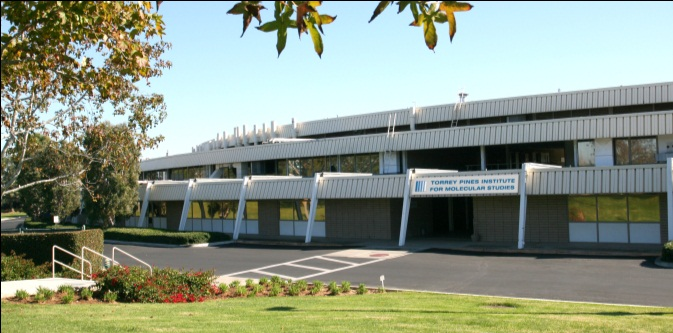 TORREY PINES INSTITUTE
FOR MOLECULAR STUDIES